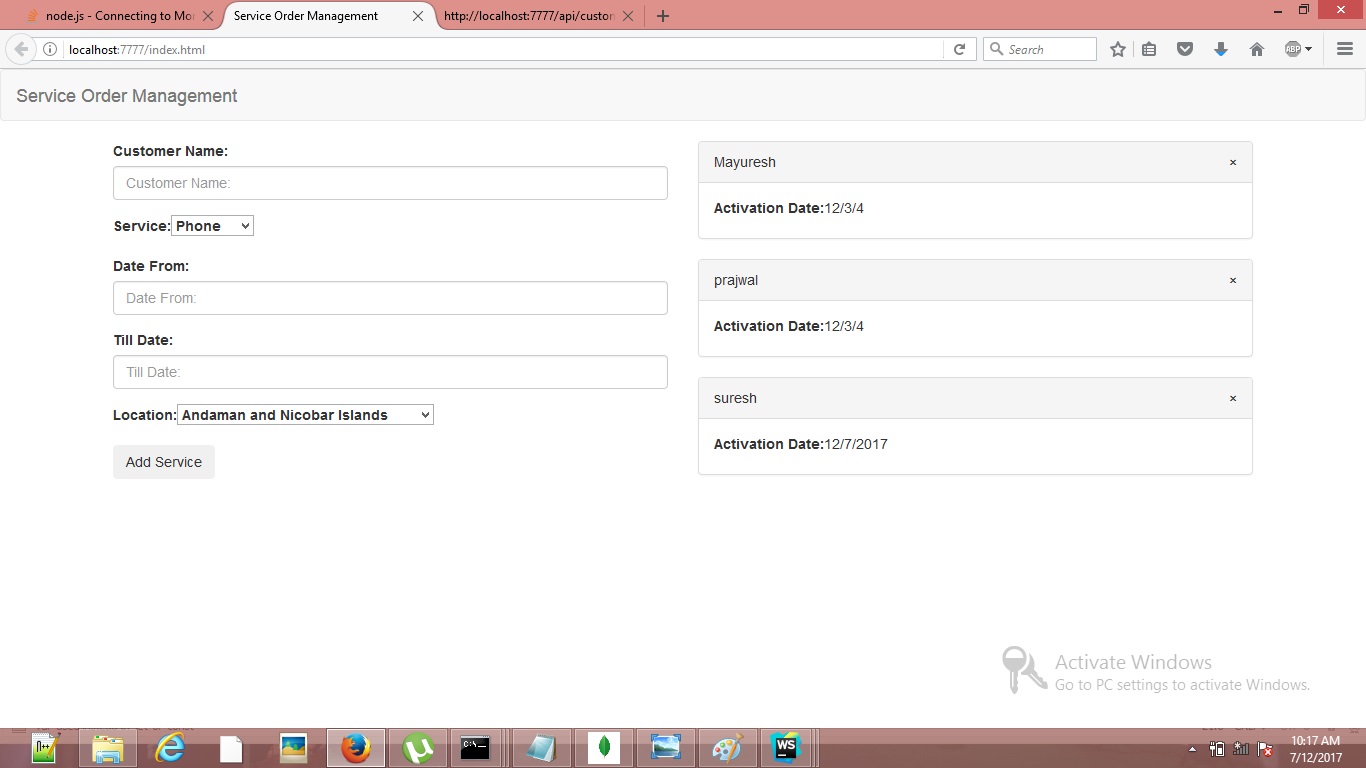 node.js - Connecting to Mo
Service Order Management
http://localhost:7777/api/custom
localhost:7777/index.html
Search
ABP
Service Order Management
Customer Name:
Customer Name:
Service: Phone
Date From:
Date From:
Till Date:
Till Date:
Location: Andaman and Nicobar Islands
Add Service
Mayuresh ×
Activation Date:12/3/4
prajwal ×
Activation Date:12/3/4
suresh ×
Activation Date:12/7/2017
Activate Windows
Go to PC settings to activate Windows.
WS
10:17 AM
7/12/2017